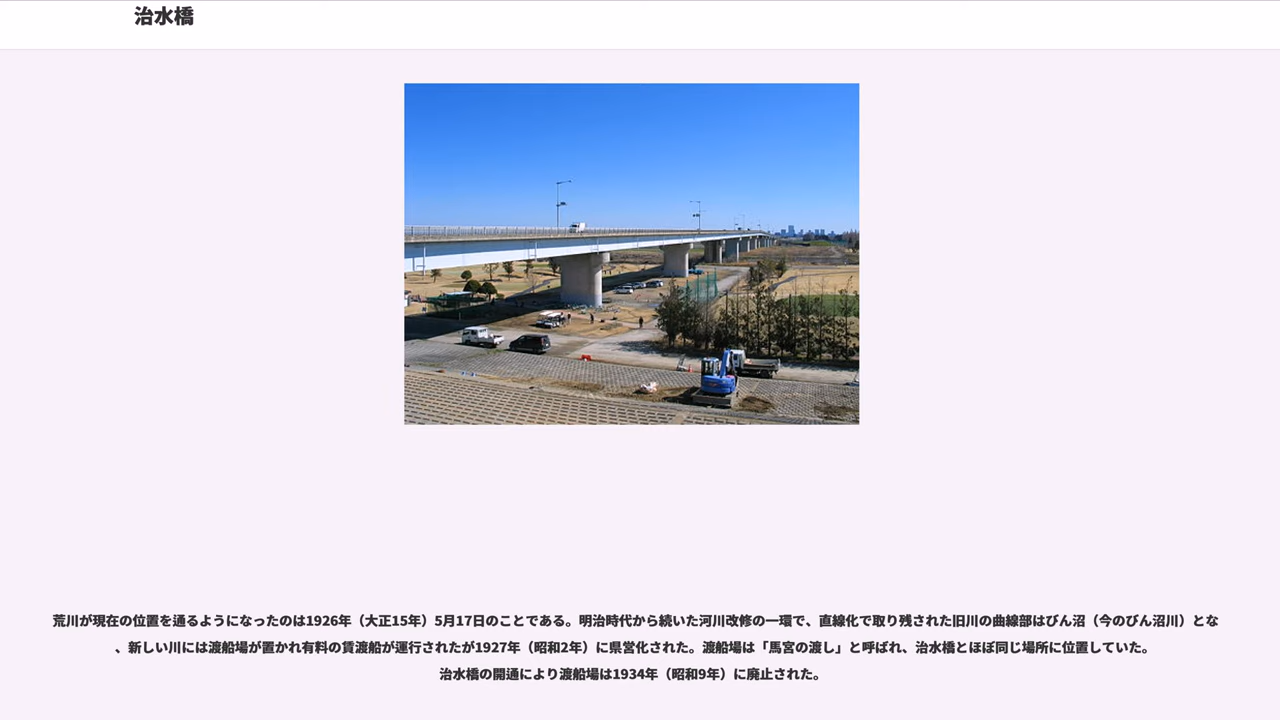 治水橋
荒川が現在の位置を通るようになったのは1926年（大正15年）5月17日のことである。明治時代から続いた河川改修の一環で、直線化で取り残された旧川の曲線部はびん沼（今のびん沼川）とな
、新しい川には渡船場が置かれ有料の賃渡船が運行されたが1927年（昭和2年）に県営化された。渡船場は「馬宮の渡し」と呼ばれ、治水橋とほぼ同じ場所に位置していた。
治水橋の開通により渡船場は1934年（昭和9年）に廃止された。